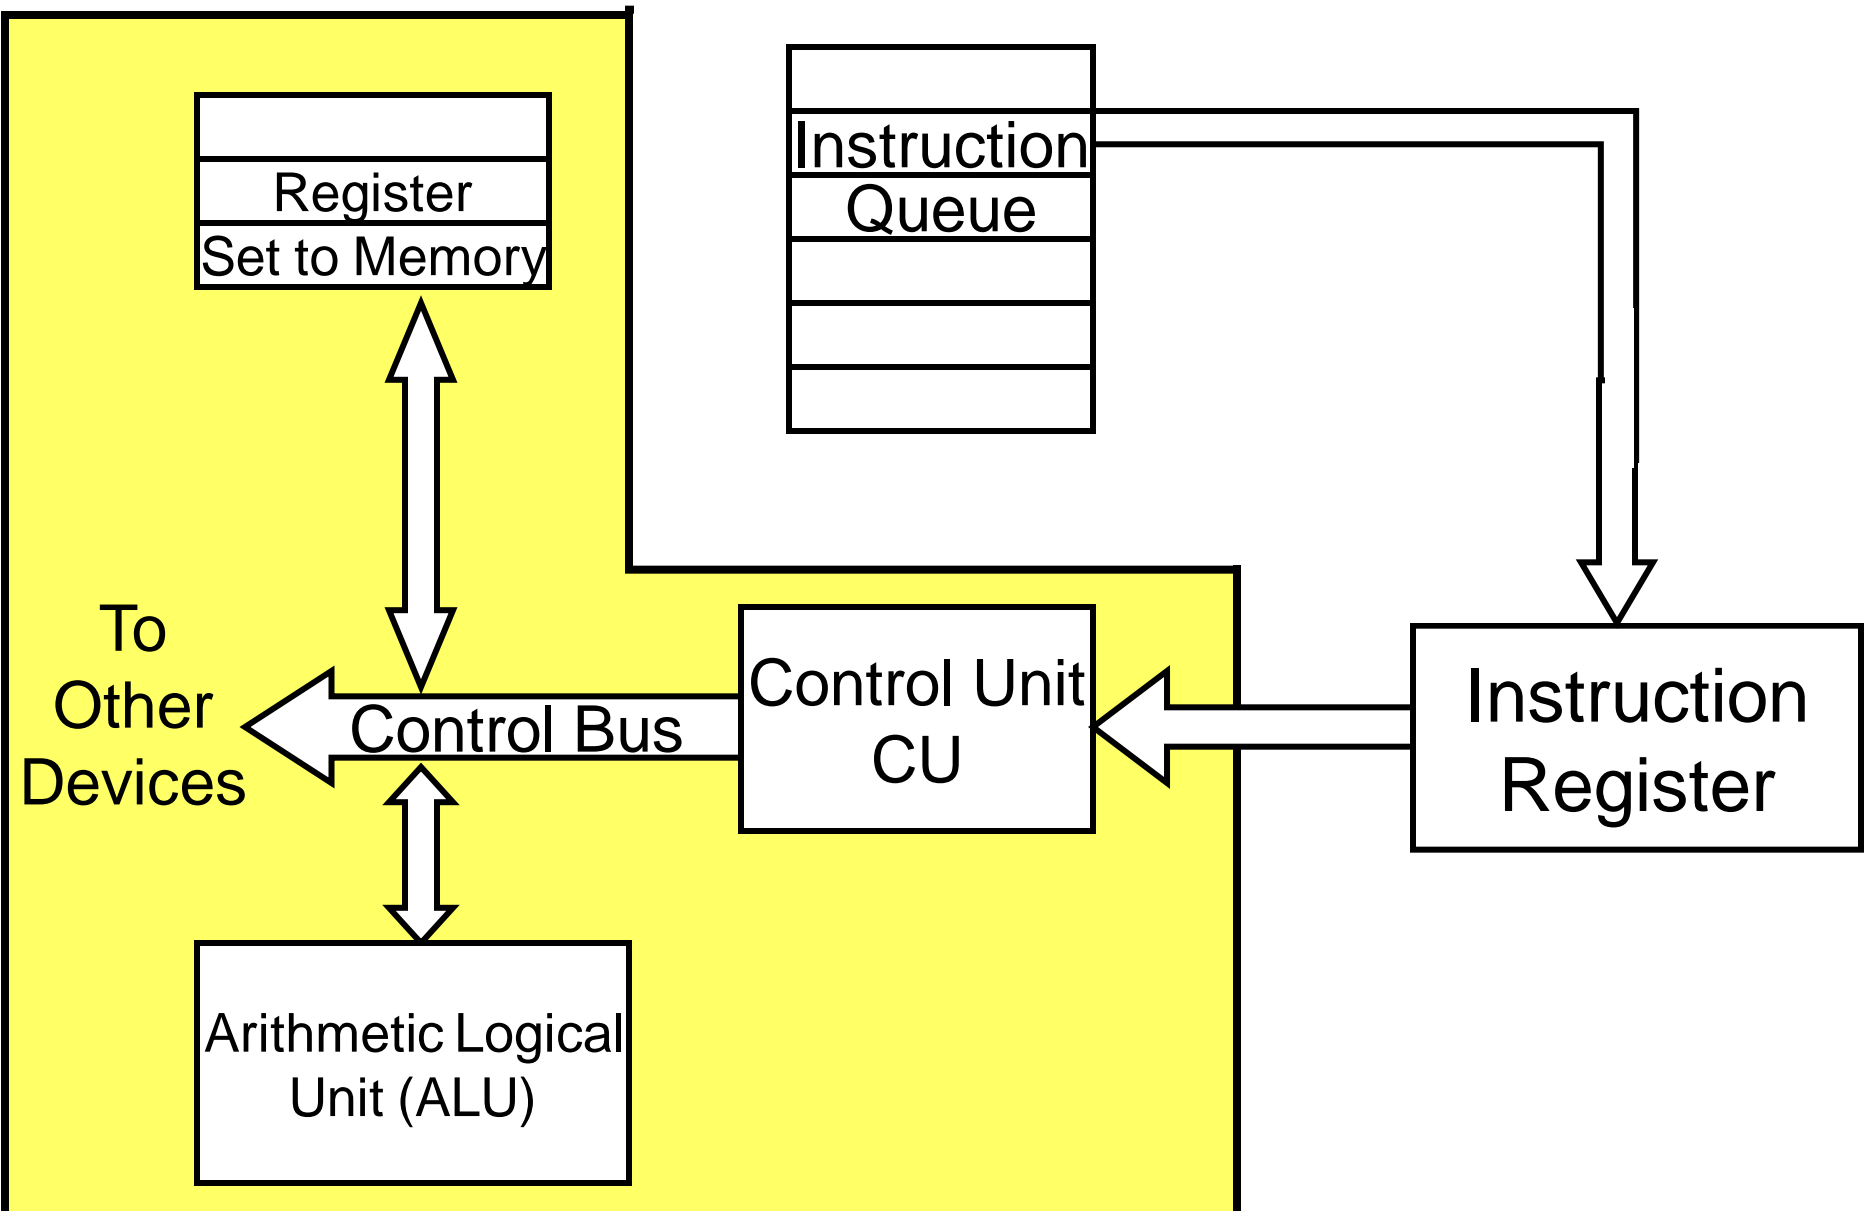 Instruction
Queue
Register
Set to Memory
To
Other
Devices
Control Bus
Control Unit
CU
Instruction
Register
Arithmetic Logical
Unit (ALU)